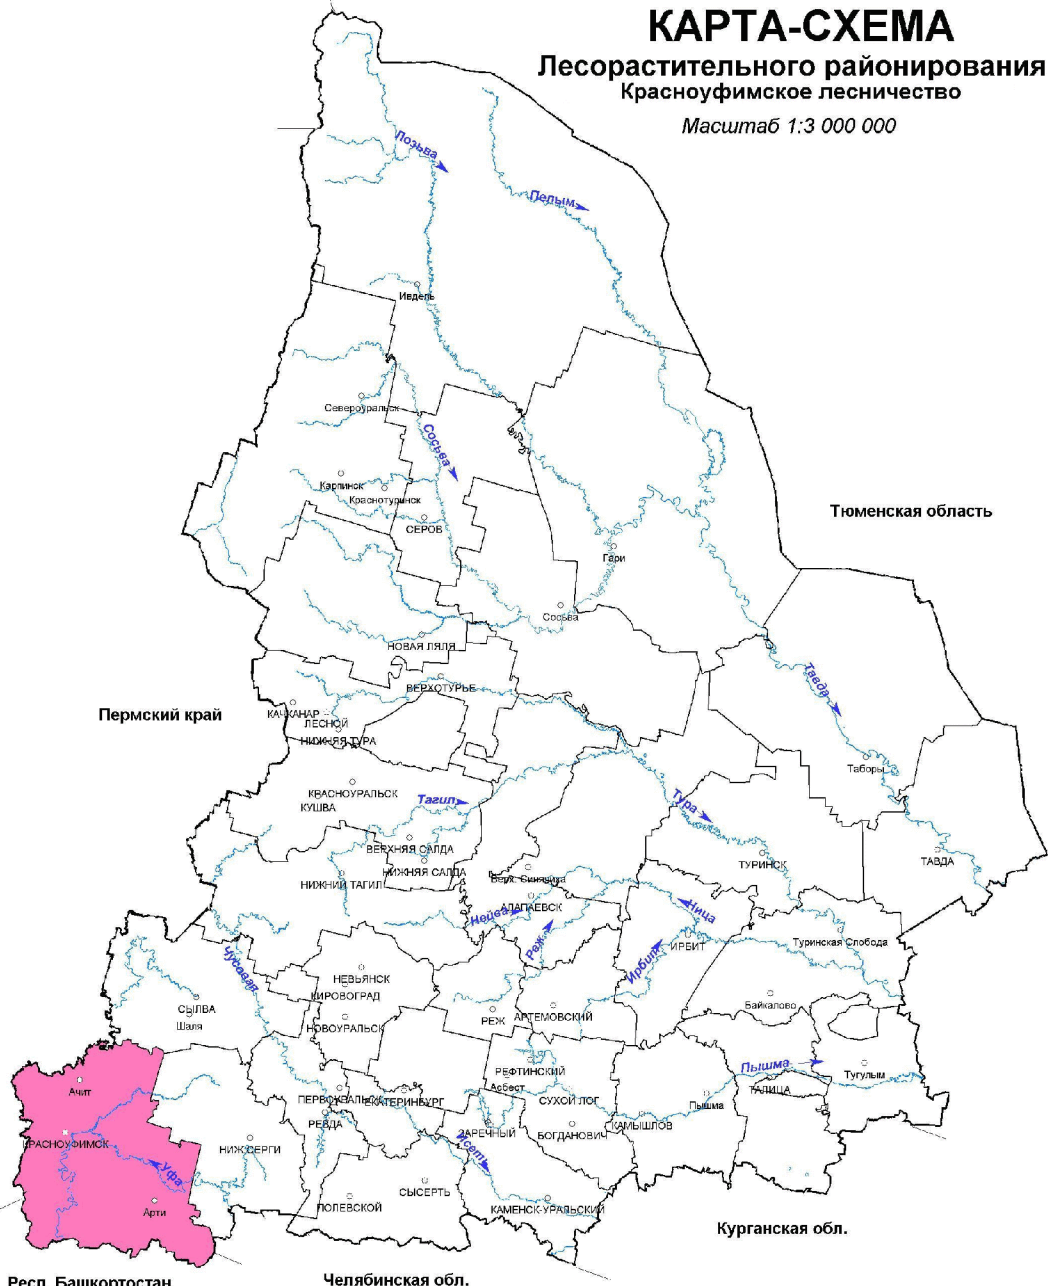 КАРТА-СХЕМА
Лесорастительного районирования
Красноуфимское лесничество
Масштаб 1:3 000 000
Лозьва
Пелым
Ивдель
Североуральск
Сосьва
Карпинск
Краснотурьинск
СЕРОВ
Тюменская область
Гари
Сосьва
НОВАЯ ЛЯЛЯ
ВЕРХОТУРЬЕ
Тавда
Пермский край
КАЧКАНАР
ЛЕСНОЙ
НИЖНЯЯ ТУРА
Таборы
КРАСНОУРАЛЬСК
КУШВА
Тагил
Тура
ВЕРХНЯЯ САЛДА
ТУРИНСК
ТАВДА
НИЖНЯЯ САЛДА
НИЖНИЙ ТАГИЛ
Верх. Синячиха
АЛАПАЕВСК
Нейва
Ница
Реж
ИРБИТ
Туринская Слобода
Чусовая
Ирбит
НЕВЬЯНСК
КИРОВОГРАД
СЫЛВА
Шаля
Байкалово
НОВОУРАЛЬСК
РЕЖ
АРТЕМОВСКИЙ
Пышма
РЕФТИНСКИЙ
Тугулым
Ачит
Асбест
ТАЛИЦА
ПЕРВОУРАЛЬСК
ЕКАТЕРИНБУРГ
СУХОЙ ЛОГ
Пышма
РЕВДА
КАМЫШЛОВ
КРАСНОУФИМСК
ЗАРЕЧНЫЙ
БОГДАНОВИЧ
НИЖ.СЕРГИ
Исеть
Уфа
СЫСЕРТЬ
Арти
ПОЛЕВСКОЙ
КАМЕНСК-УРАЛЬСКИЙ
Курганская обл.
Респ. Башкортостан
Челябинская обл.